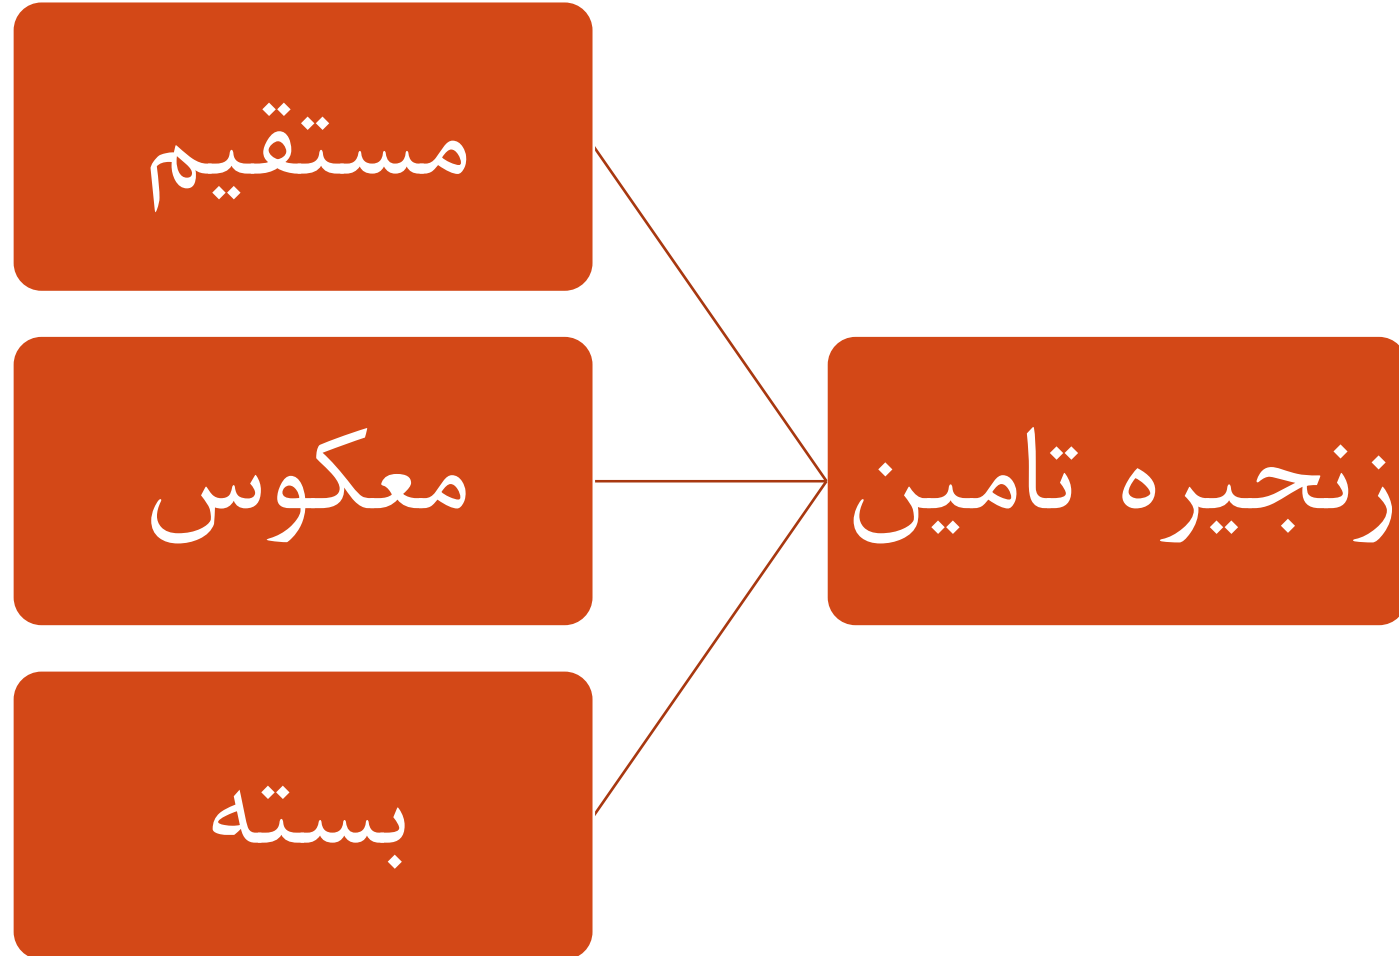 زنجیره تامین
مستقیم
معکوس
بسته